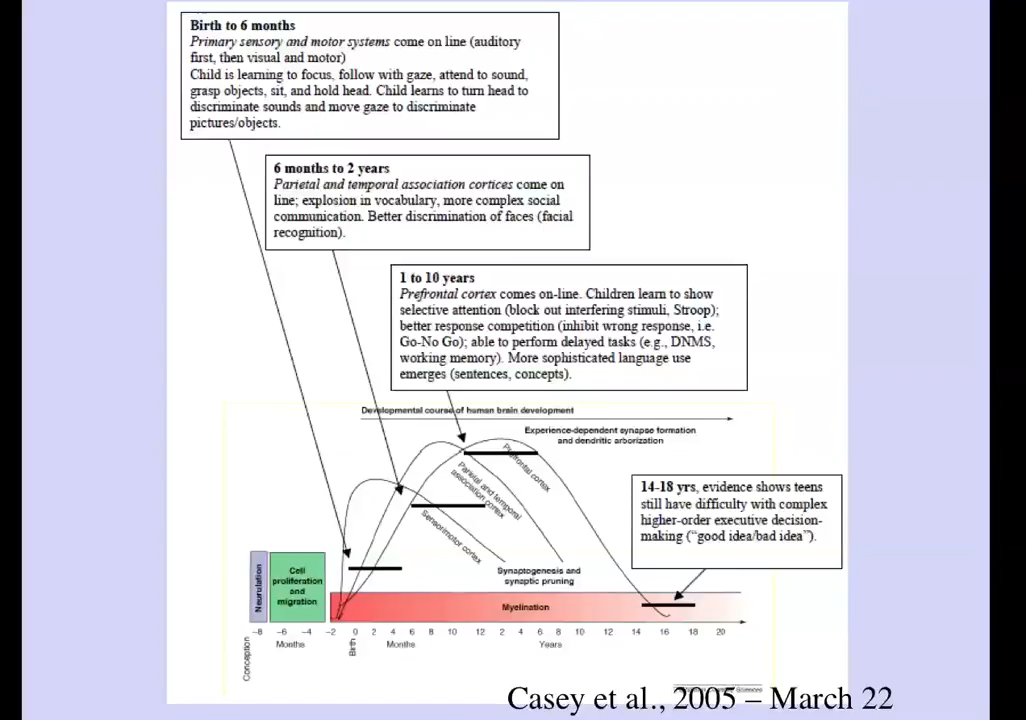 Birth to 6 months
Primary sensory and motor systems come on line (auditory
first, then visual and motor)
Child is learning to focus, follow with gaze, attend to sound,
grasp objects, sit, and hold head. Child learns to turn head to
discriminate sounds and move gaze to discriminate
pictures/objects.
6 months to 2 years
Parietal and temporal association cortices come on
line; explosion in vocabulary, more complex social
communication. Better discrimination of faces (facial
recognition).
1 to 10 years
Prefrontal cortex comes on-line. Children learn to show
selective attention (block out interfering stimuli, Stroop);
better response competition (inhibit wrong response, i.e.
Go-No Go); able to perform delayed tasks (e.g., DNMS,
working memory). More sophisticated language use
emerges (sentences, concepts).
Developmental course of human brain development
Experience-dependent synapse formation
and dendritic arborization
Prefrontal cortex
Parietal and temporal
association cortex
Sensorimotor cortex
14-18 yrs, evidence shows teens
still have difficulty with complex
higher-order executive decision-
making ("good idea/bad idea").
Synaptogenesis and
synaptic pruning
Neurulation
Cell
proliferation
and
migration
Myelination
–8 –6 –4 –2 0 2 4 6 8 10 12 2 4 6 8 10 12 14 16 18 20
Conception
Months
Birth
Months
Years
Sciences
Casey et al., 2005 – March 22